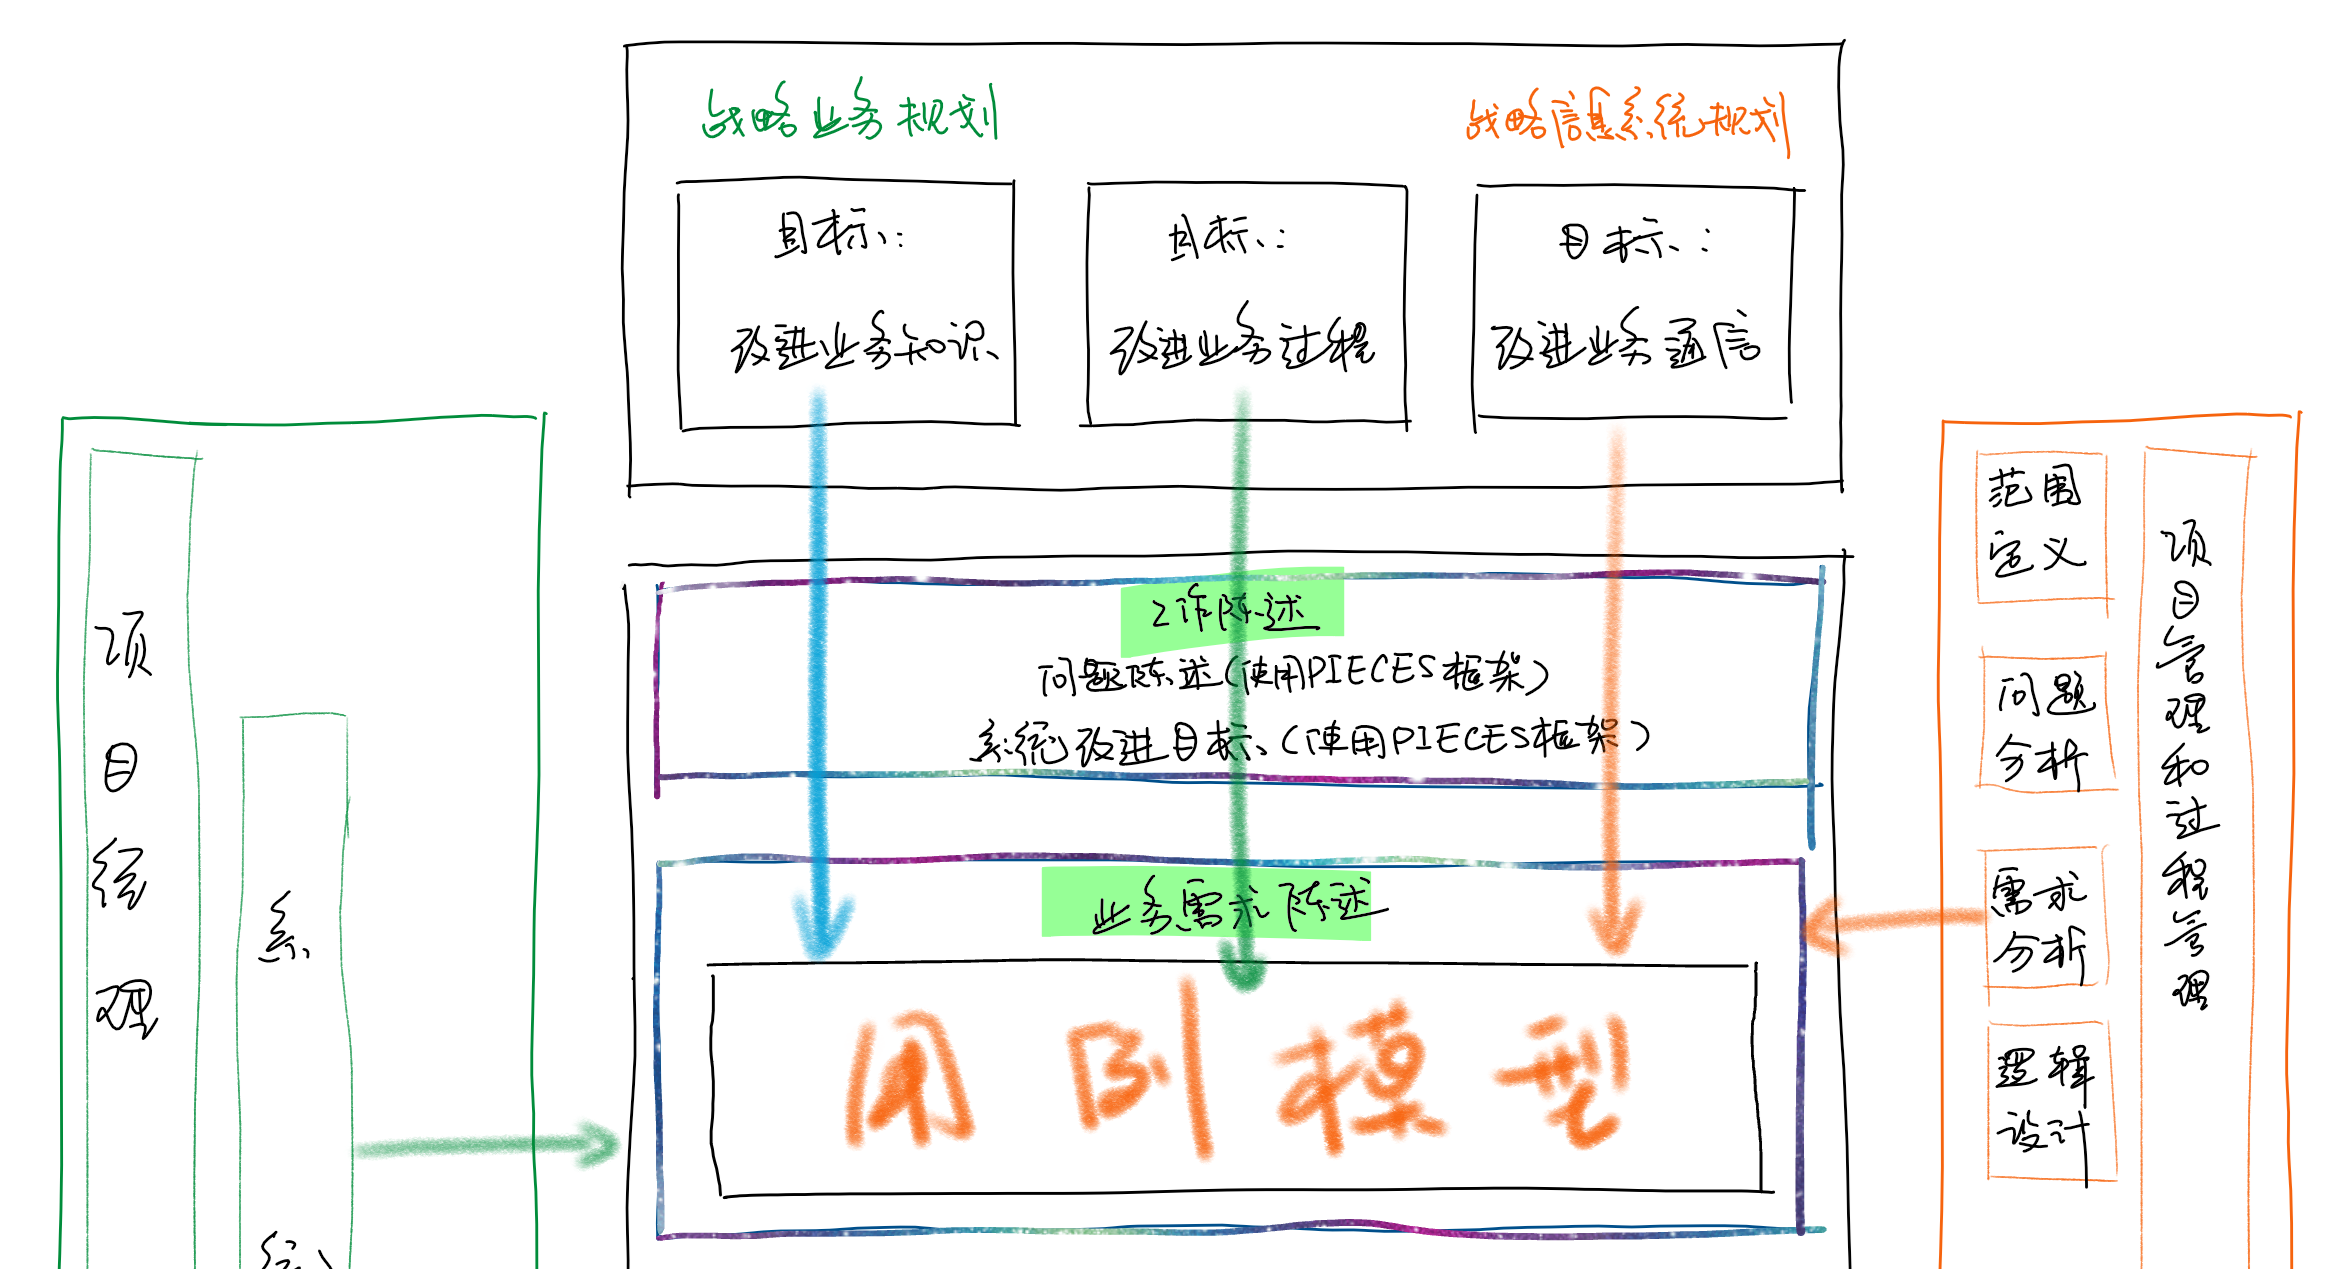 战略业务规划
战略信息系统规划
目标:
改进业务知识
目标:
改进业务过程
目标:
改进业务通信
工作陈述
问题陈述(使用PIECES框架)
系统改进目标(使用PIECES框架)
业务需求陈述
用例模型
项目经理
系统
范围
定义
问题
分析
需求
分析
逻辑
设计
项目管理和过程管理